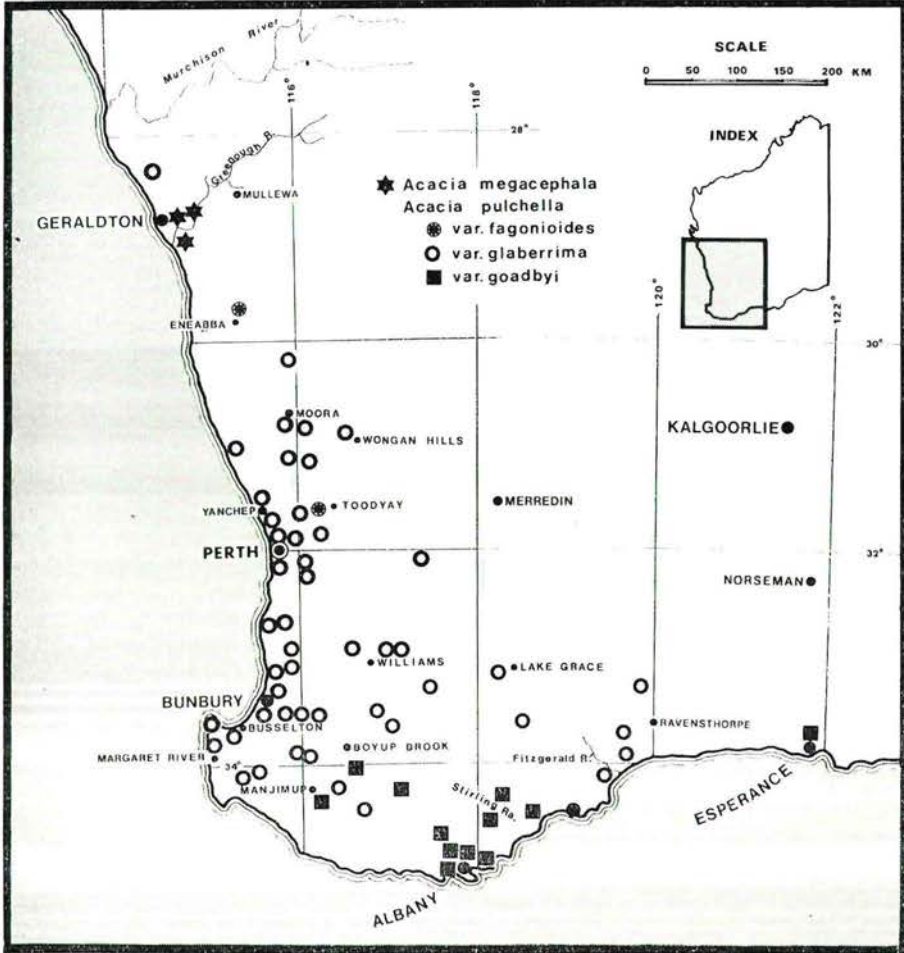 Murchison River
SCALE
0 50 100 150 200 KM
116°
118°
28°
Greenough R.
INDEX
MULLEWA
Acacia megacephala
Acacia pulchella
GERALDTON
var. fagonioides
var. glaberrima
var. goadbyi
120°
122°
ENEABBA
30°
MOORA
KALGOORLIE
WONGAN HILLS
YANCHEP
TOODYAY
MERREDIN
PERTH
32°
NORSEMAN
WILLIAMS
LAKE GRACE
BUNBURY
BUSSELTON
RAVENSTHORPE
BOYUP BROOK
MARGARET RIVER
34°
Fitzgerald R.
MANJIMUP
Stirling Ra.
ESPERANCE
ALBANY